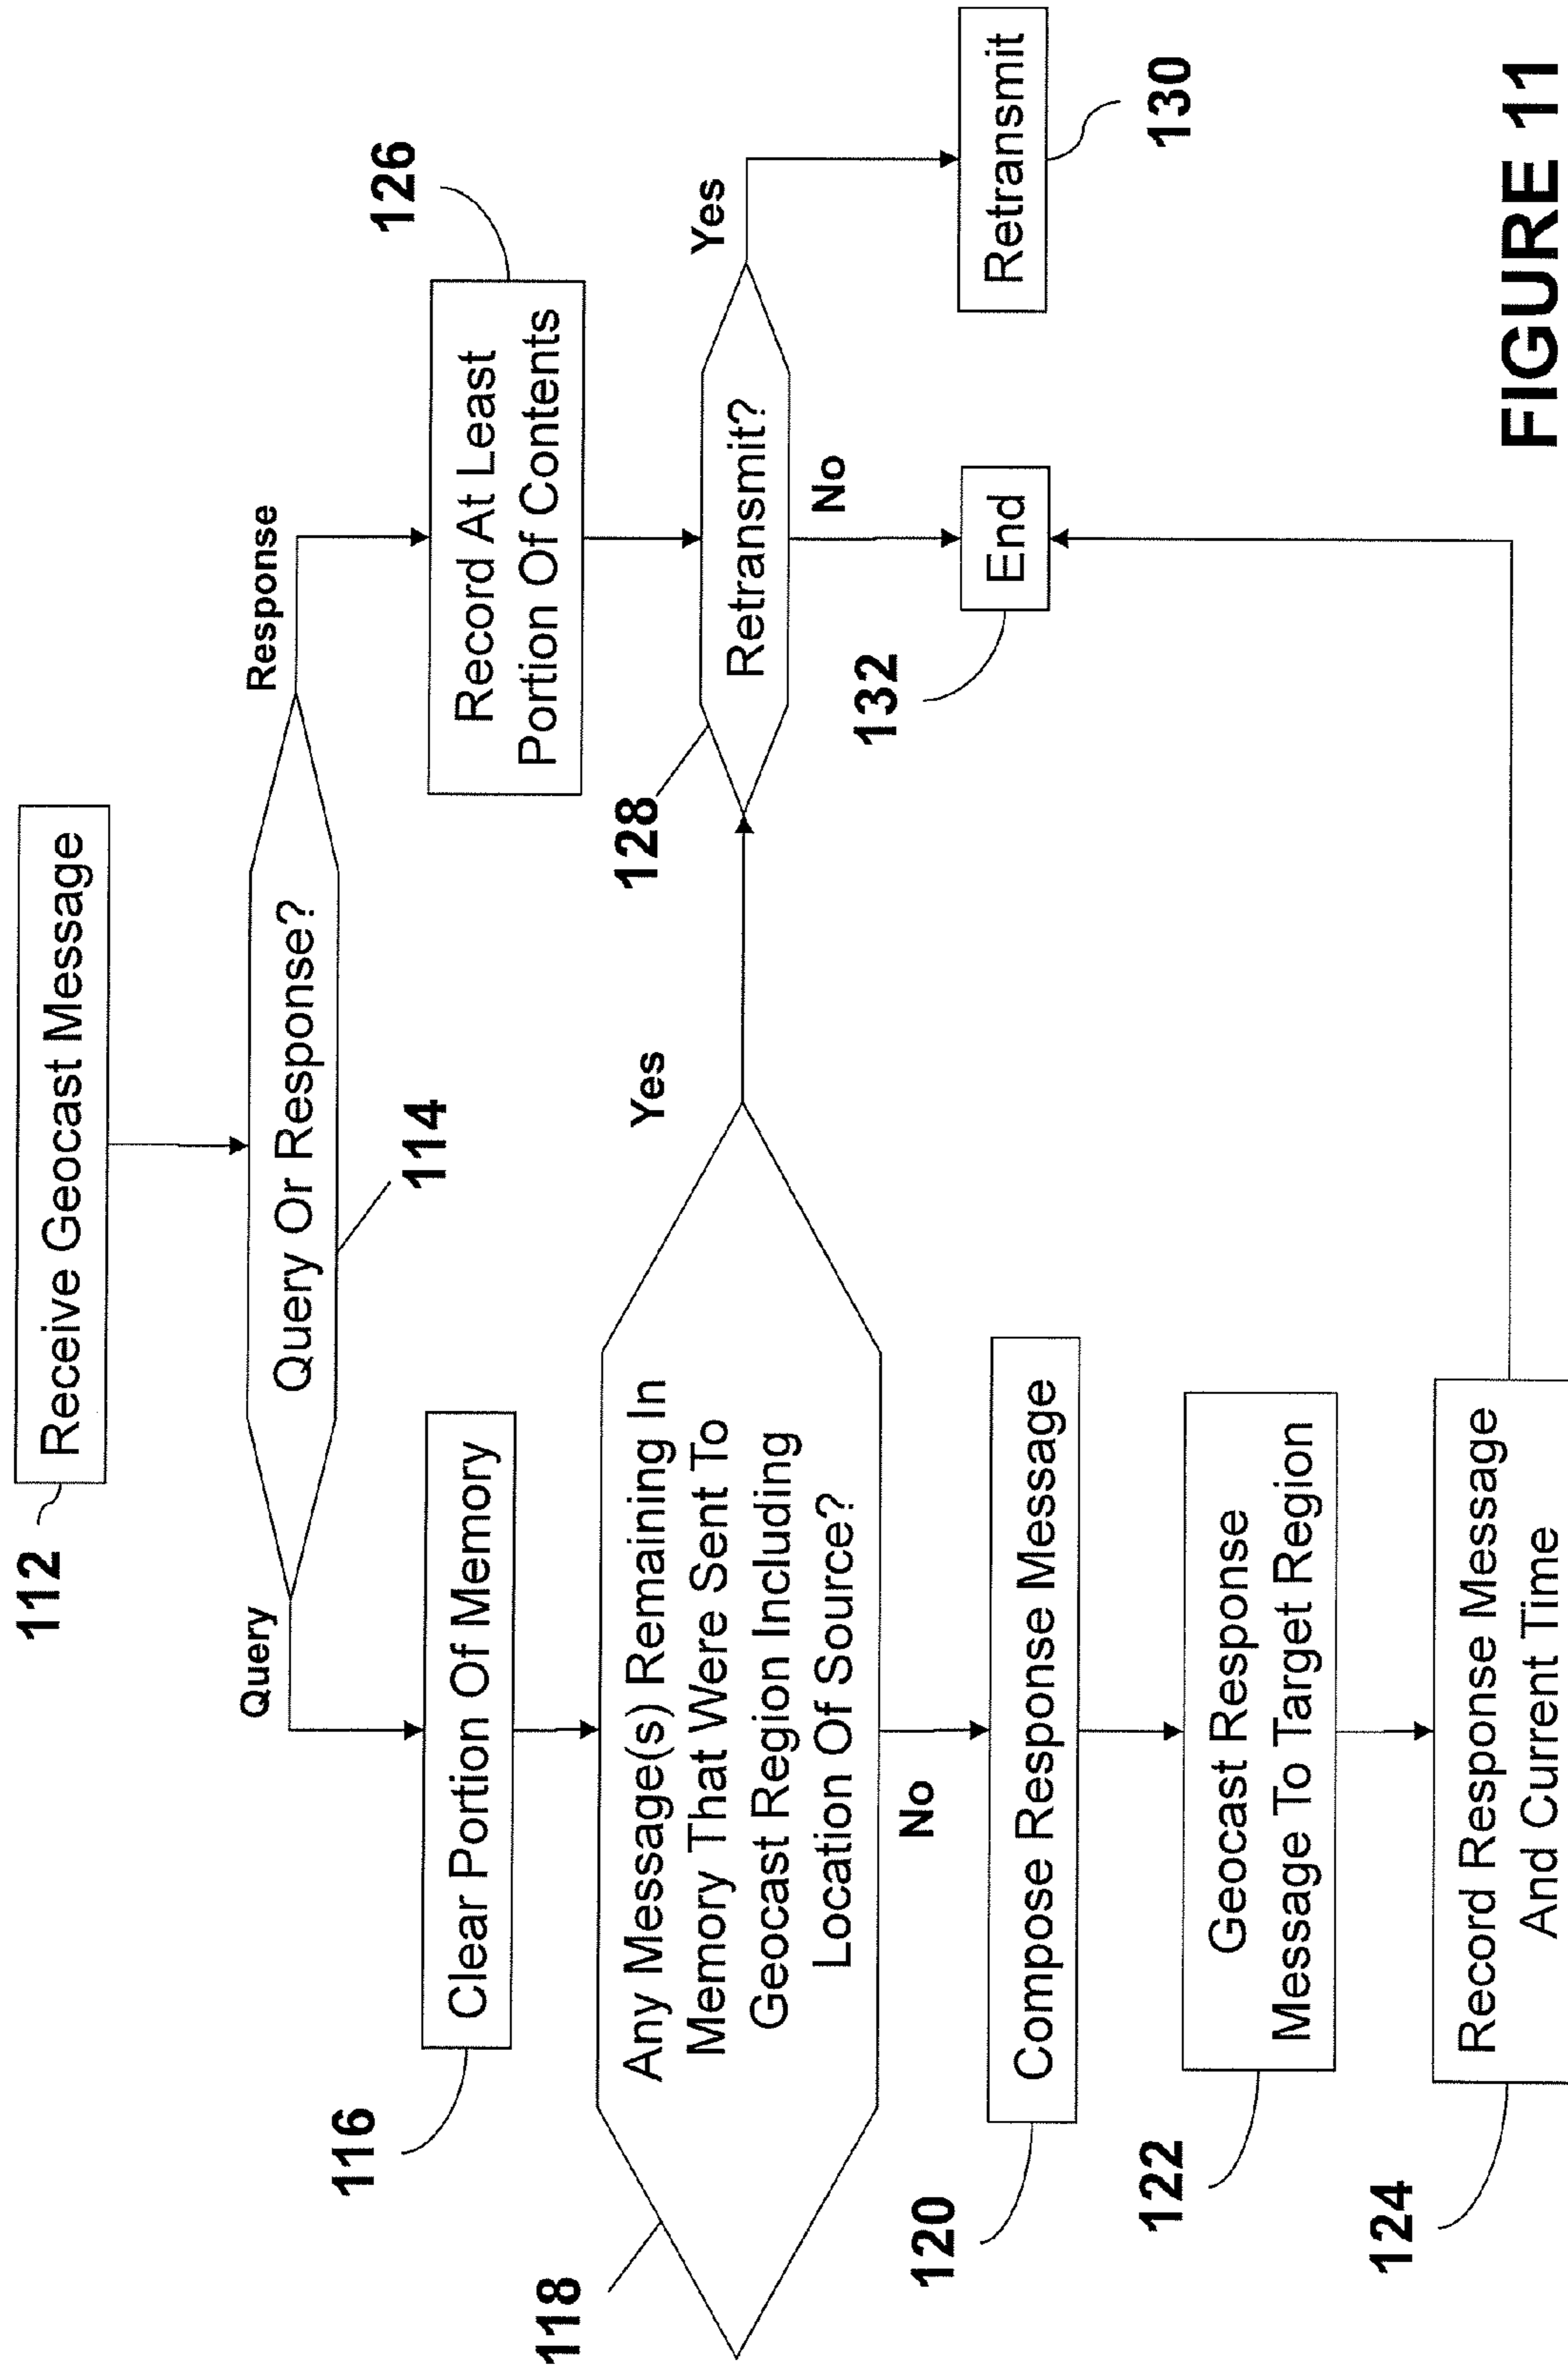 112
Receive Geocast Message
Query
Query Or Response?
Response
114
116
Clear Portion Of Memory
126
Record At Least
Portion Of Contents
118
Any Message(s) Remaining In
Memory That Were Sent To
Geocast Region Including
Location Of Source?
Yes
128
Retransmit?
Yes
No
No
120
Compose Response Message
132
End
Retransmit
130
122
Geocast Response
Message To Target Region
124
Record Response Message
And Current Time
FIGURE 11